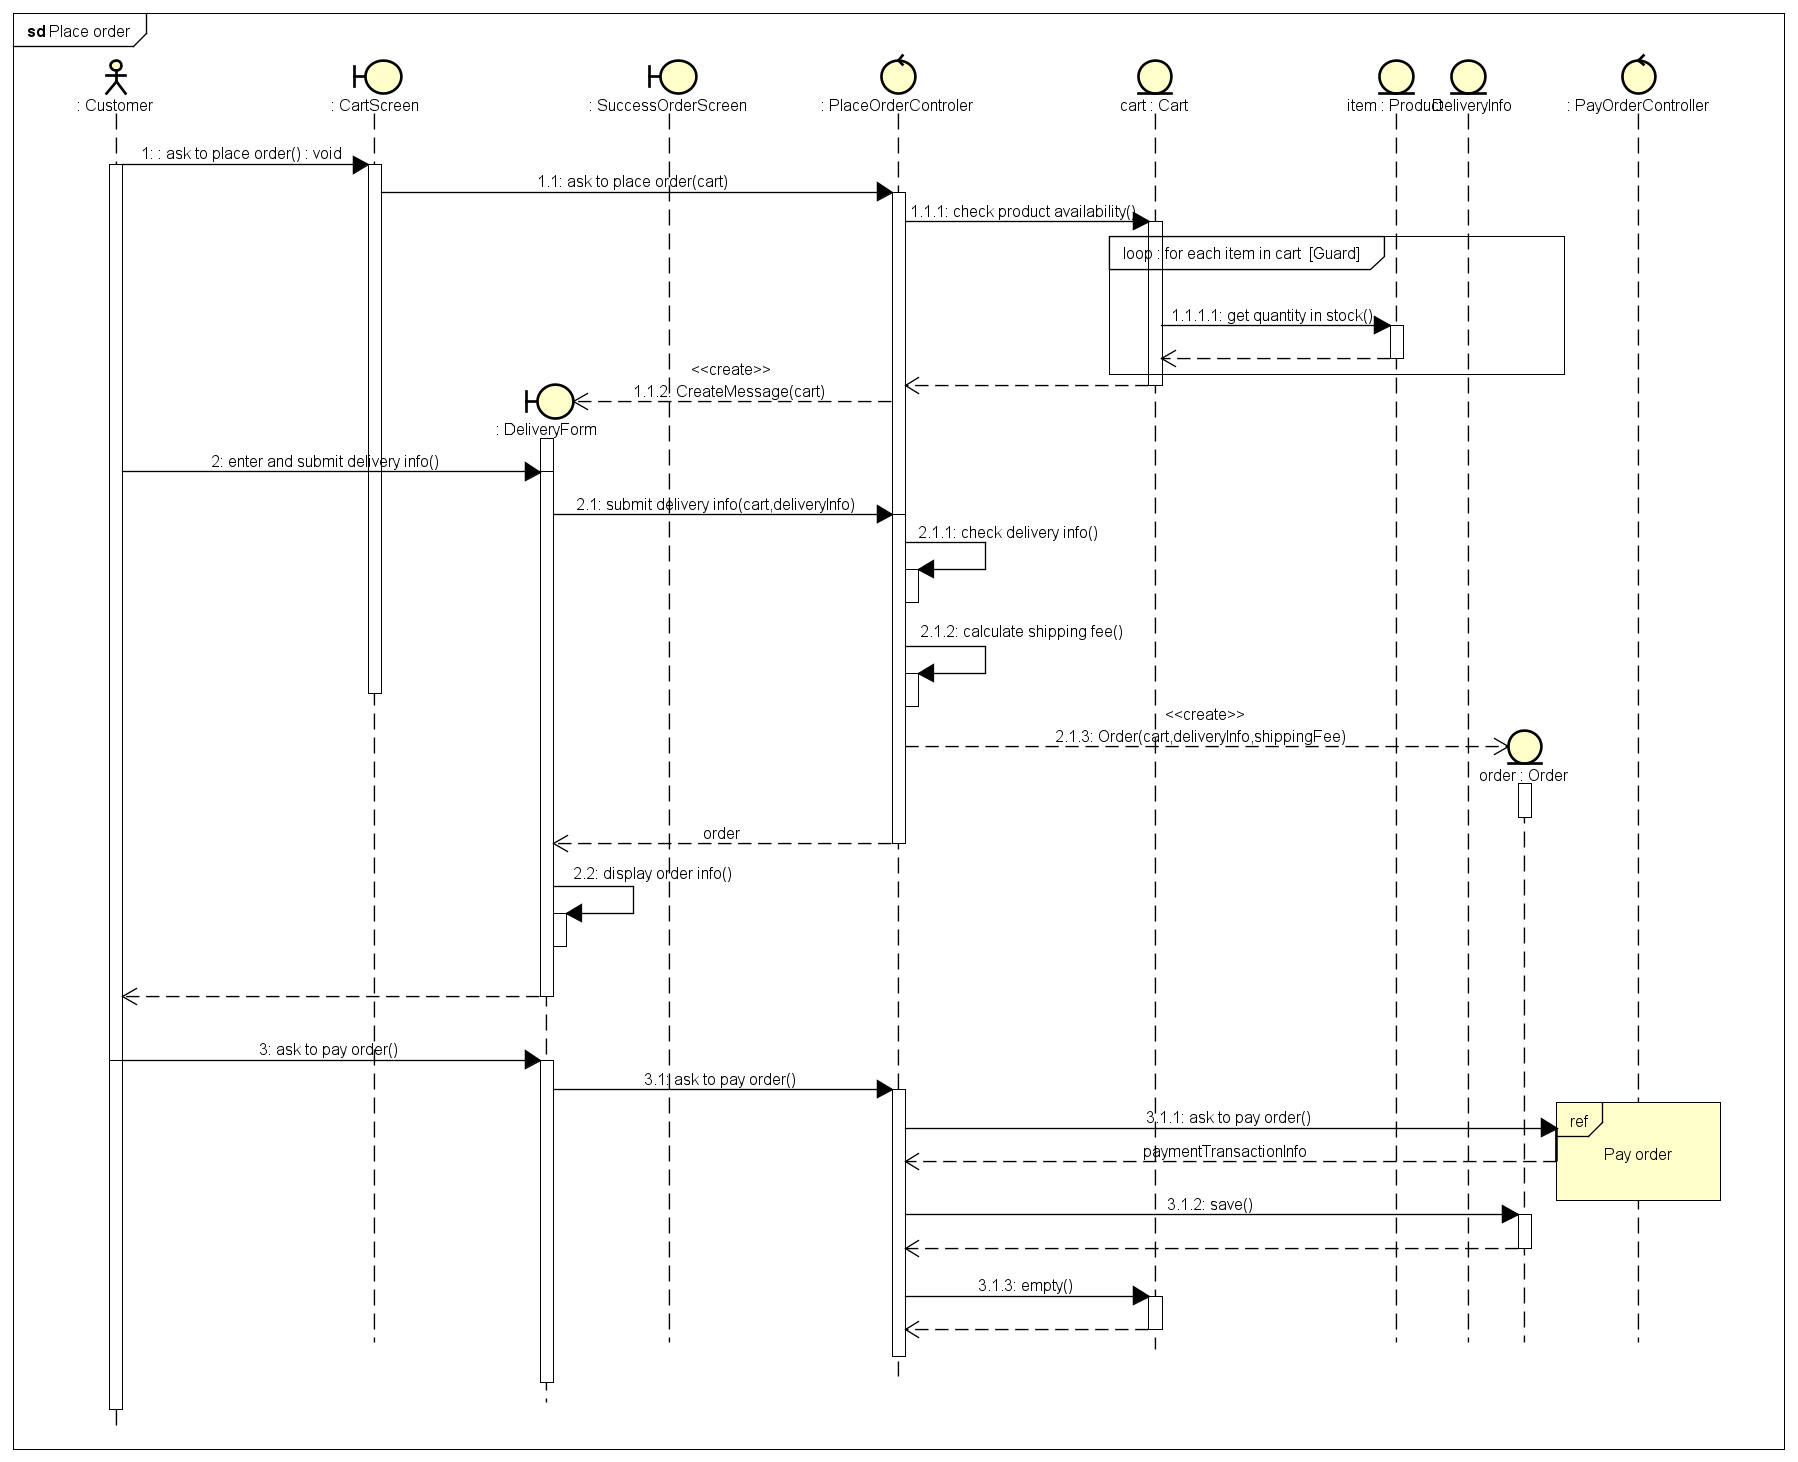 sd Place order
: Customer
: CartScreen
: SuccessOrderScreen
: PlaceOrderControler
cart : Cart
item : Product
DeliveryInfo
: PayOrderController
1: : ask to place order() : void
1.1: ask to place order(cart)
1.1.1: check product availability()
loop : for each item in cart [Guard]
1.1.1.1: get quantity in stock()
<<create>>
1.1.2: CreateMessage(cart)
: DeliveryForm
2: enter and submit delivery info()
2.1: submit delivery info(cart,deliveryInfo)
2.1.1: check delivery info()
2.1.2: calculate shipping fee()
<<create>>
2.1.3: Order(cart,deliveryInfo,shippingFee)
order : Order
order
2.2: display order info()
3: ask to pay order()
3.1: ask to pay order()
3.1.1: ask to pay order()
ref
paymentTransactionInfo
Pay order
3.1.2: save()
3.1.3: empty()